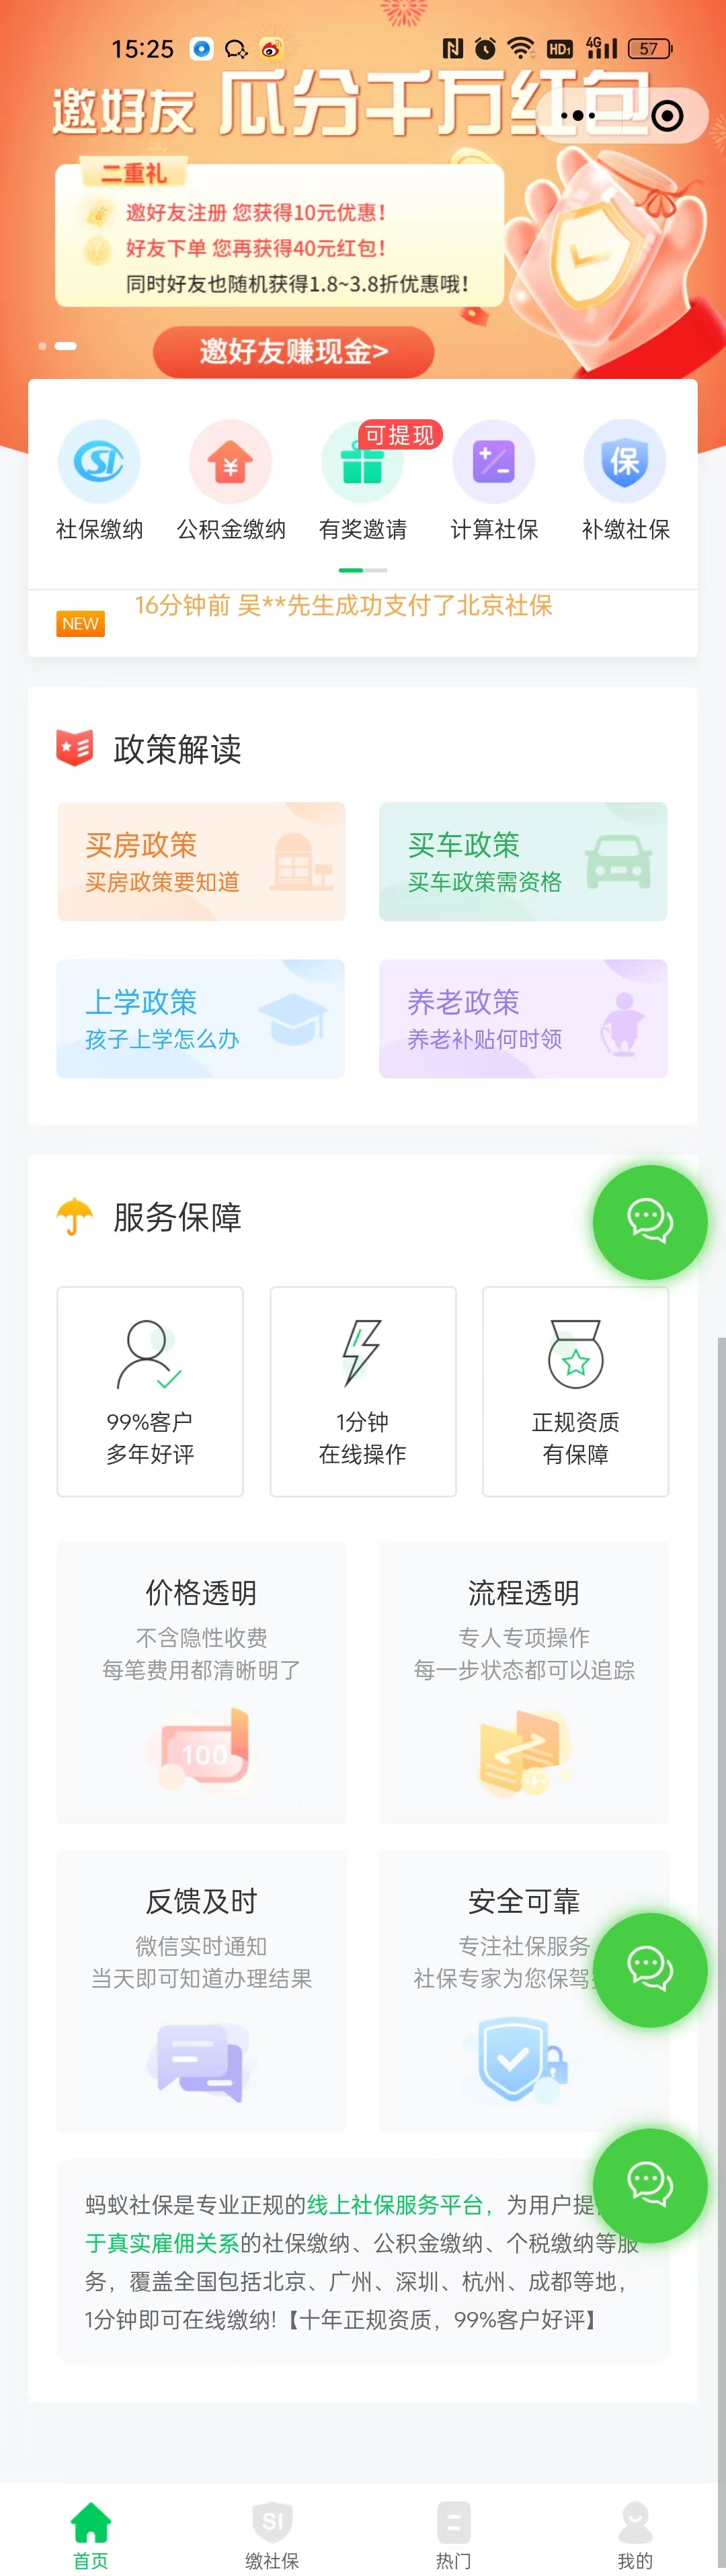 15:25
HD1
4G
57
邀好友 瓜分千万红包
二重礼
邀好友注册 您获得10元优惠！
好友下单 您再获得40元红包！
同时好友也随机获得1.8~3.8折优惠哦！
邀好友赚现金>
可提现
SI
¥
保
社保缴纳
公积金缴纳
有奖邀请
计算社保
补缴社保
16分钟前 吴**先生成功支付了北京社保
NEW
政策解读
买房政策
买房政策要知道
买车政策
买车政策需资格
上学政策
孩子上学怎么办
养老政策
养老补贴何时领
服务保障
99%客户
多年好评
1分钟
在线操作
正规资质
有保障
价格透明
不含隐性收费
每笔费用都清晰明了
100
流程透明
专人专项操作
每一步状态都可以追踪
反馈及时
微信实时通知
当天即可知道办理结果
安全可靠
专注社保服务
社保专家为您保驾
蚂蚁社保是专业正规的线上社保服务平台，为用户提
于真实雇佣关系的社保缴纳、公积金缴纳、个税缴纳等服
务，覆盖全国包括北京、广州、深圳、杭州、成都等地，
1分钟即可在线缴纳!【十年正规资质，99%客户好评】
SI
首页
缴社保
热门
我的